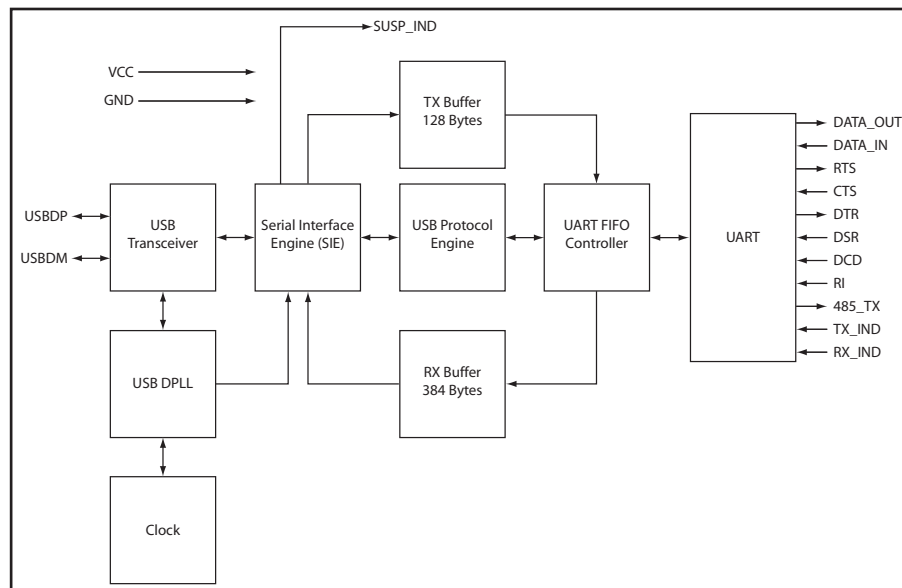 SUSP_IND
VCC
GND
TX Buffer
128 Bytes
USBDP
USBDM
USB
Transceiver
Serial Interface
Engine (SIE)
USB Protocol
Engine
UART FIFO
Controller
UART
DATA_OUT
DATA_IN
RTS
CTS
DTR
DSR
DCD
RI
485_TX
TX_IND
RX_IND
USB DPLL
RX Buffer
384 Bytes
Clock